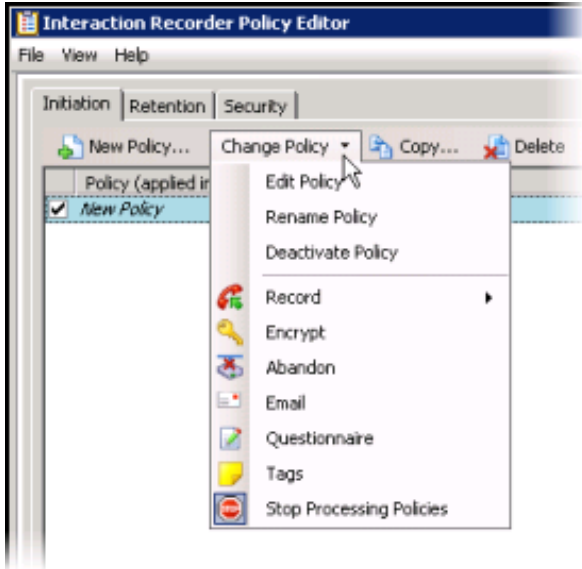 Interaction Recorder Policy Editor
File View Help
Initiation Retention Security
New Policy... Change Policy Copy... Delete
Policy (applied in
New Policy
Edit Policy
Rename Policy
Deactivate Policy
Record
Encrypt
Abandon
Email
Questionnaire
Tags
Stop Processing Policies